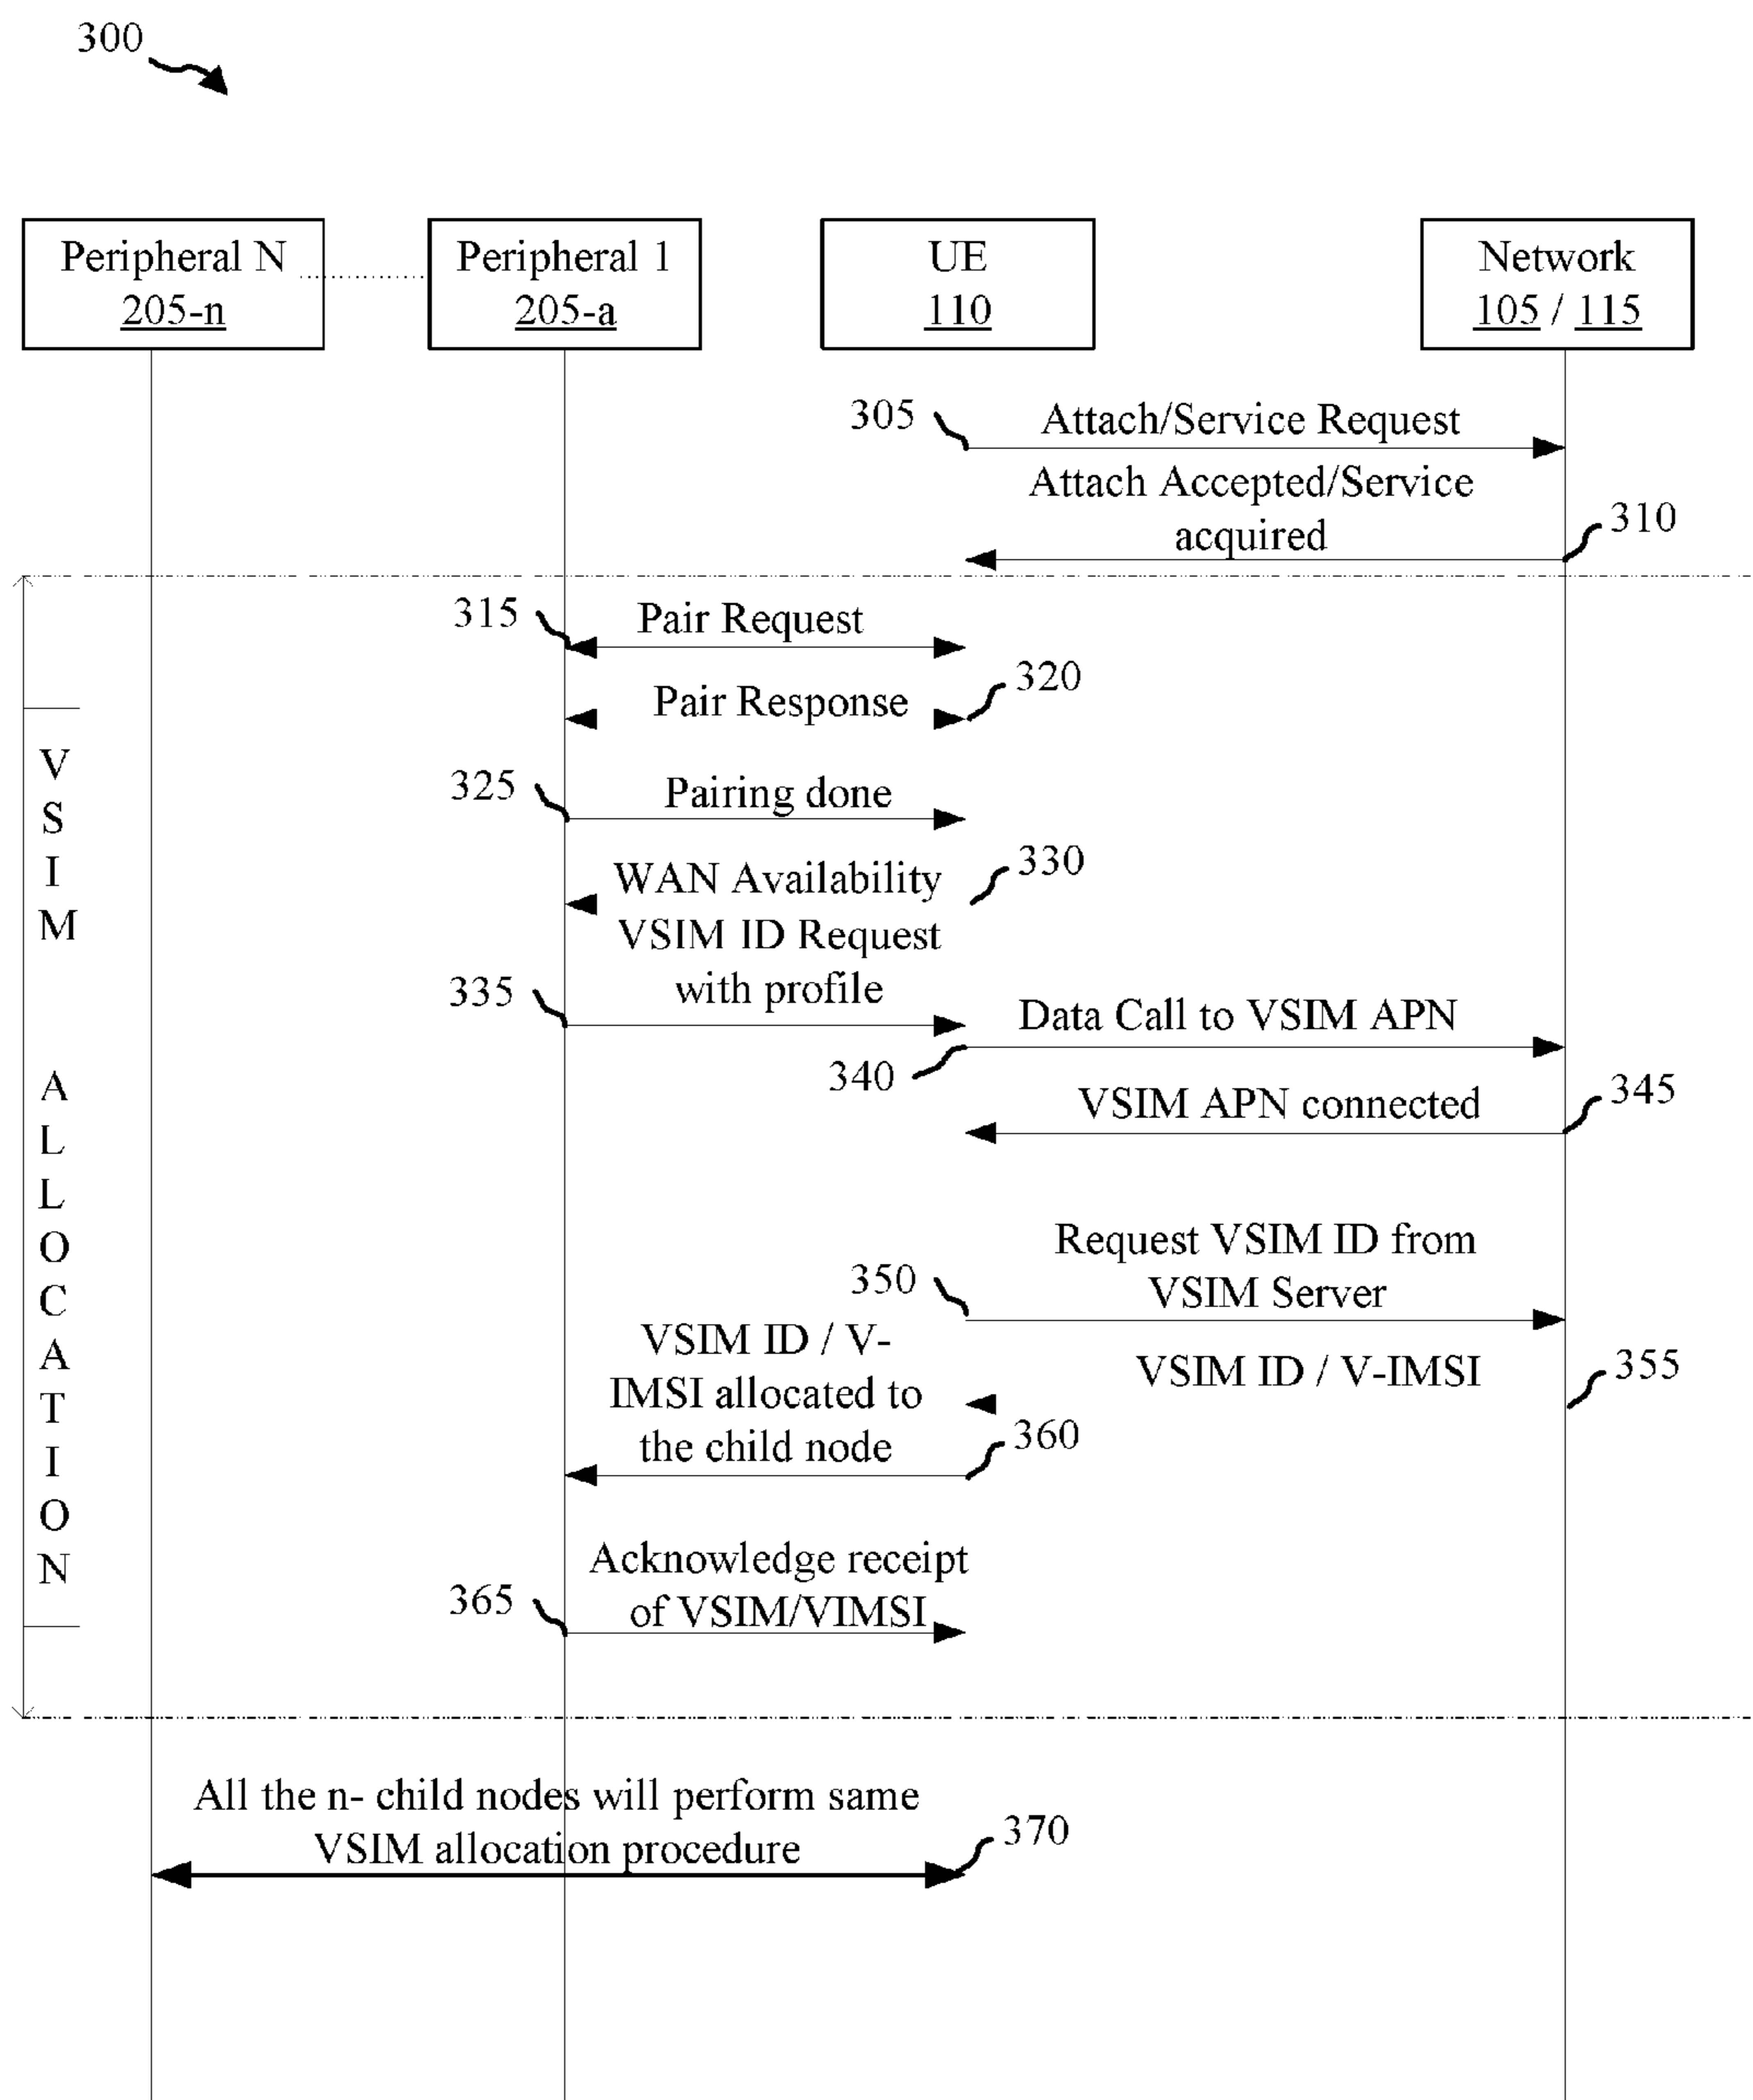 300
Peripheral N
205-n
Peripheral 1
205-a
UE
110
Network
105 / 115
305
Attach/Service Request
Attach Accepted/Service
acquired
310
315
Pair Request
320
Pair Response
325
Pairing done
330
WAN Availability
VSIM ID Request
with profile
335
Data Call to VSIM APN
340
VSIM APN connected
345
Request VSIM ID from
VSIM Server
350
VSIM ID / V-
IMSI allocated to
the child node
VSIM ID / V-IMSI
355
360
Acknowledge receipt
of VSIM/VIMSI
365
VSIM ALLOCATION
All the n- child nodes will perform same
VSIM allocation procedure
370